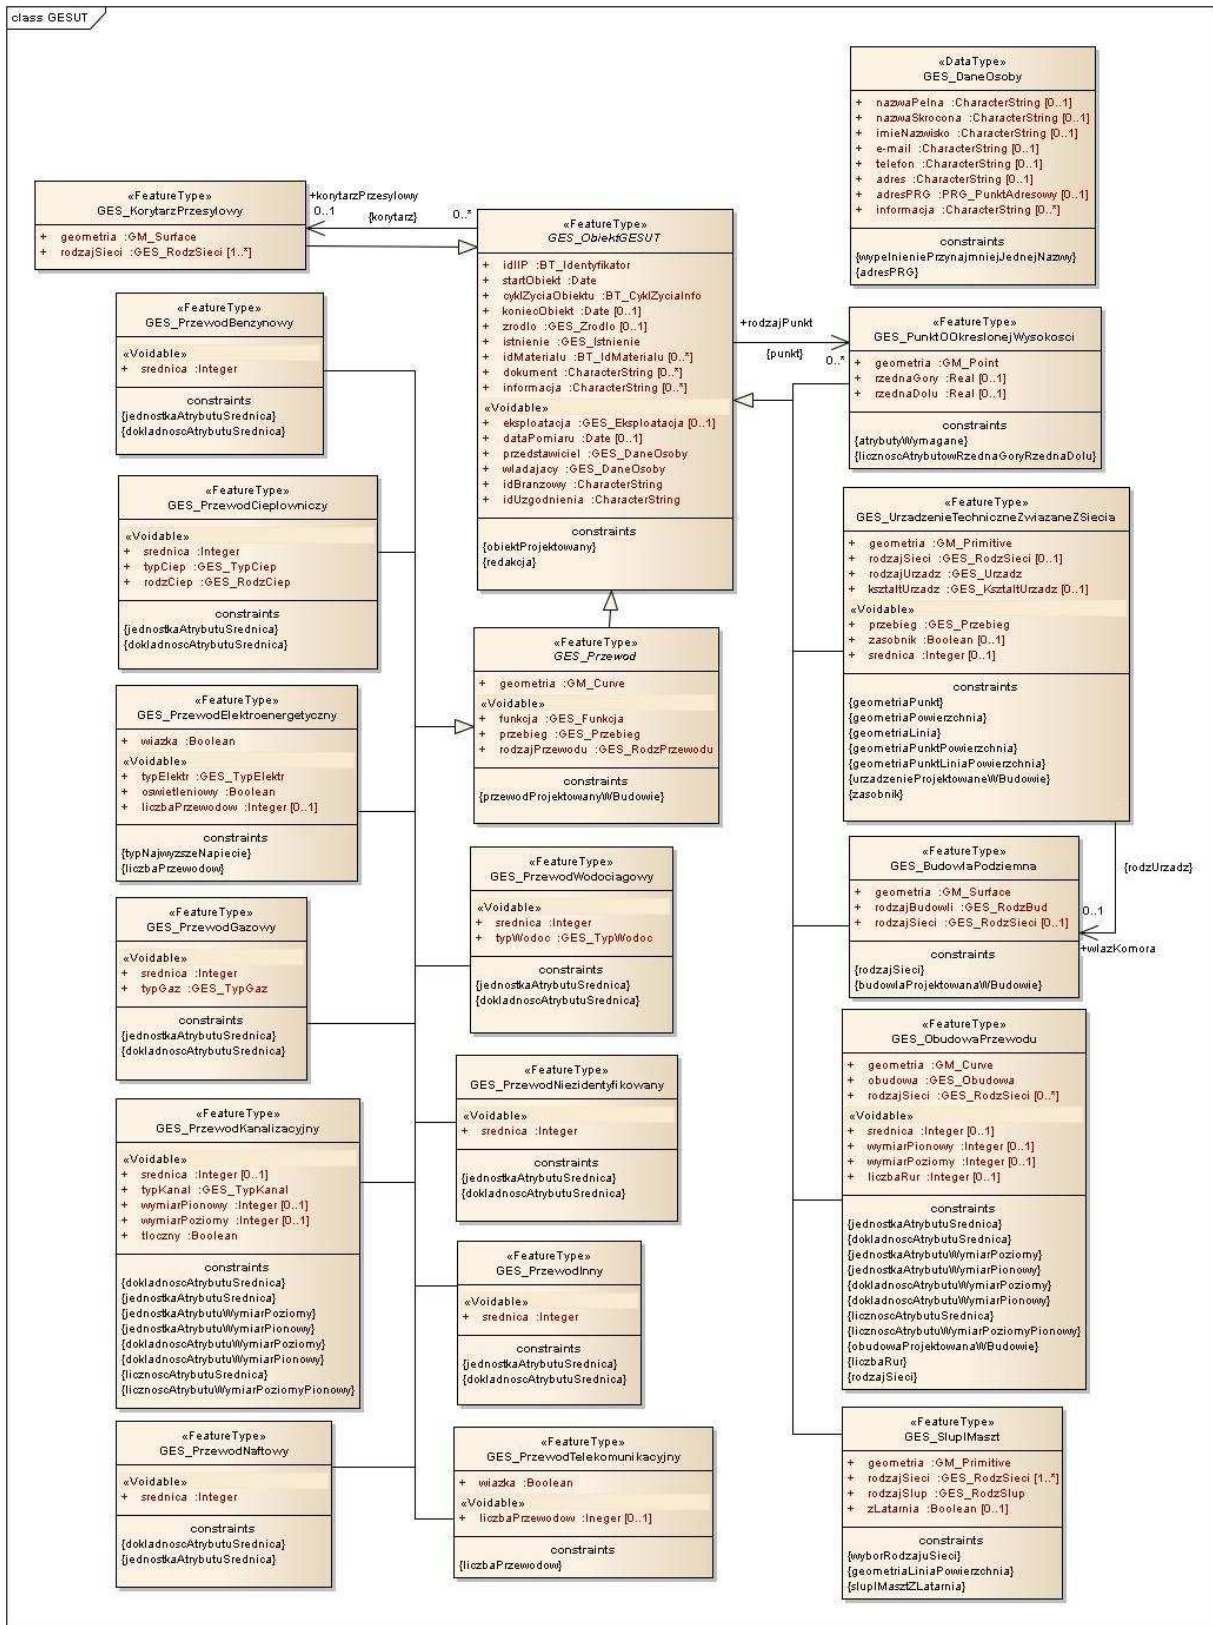 class GESUT
«DataType»
GES_DaneOsoby
+ nazwaPelna :CharacterString [0..1]
+ nazwaSkrocona :CharacterString [0..1]
+ imieNazwisko :CharacterString [0..1]
+ e-mail :CharacterString [0..1]
+ telefon :CharacterString [0..1]
+ adres :CharacterString [0..1]
+ adresPRG :PRG_PunktAdresowy [0..1]
+ informacja :CharacterString [0..*]
constraints
{wypelnieniePrzynajmniejJednejNazwy}
{adresPRG}
«FeatureType»
GES_KorytarzPrzesylowy
+ geometria :GM_Surface
+ rodzajSieci :GES_RodzSieci [1..*]
+korytarzPrzesylowy
0..1
{korytarz}
0..*
«FeatureType»
GES_ObiektGESUT
+ idIIP :BT_Identyfikator
+ startObiekt :Date
+ cyklZyciaObiektu :BT_CyklZyciaInfo
+ koniecObiekt :Date [0..1]
+ zrodlo :GES_Zrodlo [0..1]
+ istnienie :GES_Istnienie
+ idMaterialu :BT_IdMaterialu [0..*]
+ dokument :CharacterString [0..*]
+ informacja :CharacterString [0..*]
«Voidable»
+ eksploatacja :GES_Eksploatacja [0..1]
+ dataPomiaru :Date [0..1]
+ przedstawiciel :GES_DaneOsoby
+ wladajacy :GES_DaneOsoby
+ idBranzowy :CharacterString
+ idUzgodnienia :CharacterString
constraints
{obiektProjektowany}
{redakcja}
+rodzajPunkt
{punkt}
0..*
«FeatureType»
GES_PunktOOkreslonejWysokosci
+ geometria :GM_Point
+ rzednaGory :Real [0..1]
+ rzednaDolu :Real [0..1]
constraints
{atrybutyWymagane}
{licznoscAtrybutowRzednaGoryRzednaDolu}
«FeatureType»
GES_PrzewodBenzynowy
«Voidable»
+ srednica :Integer
constraints
{jednostkaAtrybutuSrednica}
{dokladnoscAtrybutuSrednica}
«FeatureType»
GES_PrzewodCieplowniczy
«Voidable»
+ srednica :Integer
+ typCiep :GES_TypCiep
+ rodzCiep :GES_RodzCiep
constraints
{jednostkaAtrybutuSrednica}
{dokladnoscAtrybutuSrednica}
«FeatureType»
GES_UrzadzenieTechniczneZwiazaneZSiecia
+ geometria :GM_Primitive
+ rodzajSieci :GES_RodzSieci [0..1]
+ rodzajUrzadz :GES_Urzadz
+ ksztaltUrzadz :GES_KsztaltUrzadz [0..1]
«Voidable»
+ przebieg :GES_Przebieg
+ zasobnik :Boolean [0..1]
+ srednica :Integer [0..1]
constraints
{geometriaPunkt}
{geometriaPowierzchnia}
{geometriaLinia}
{geometriaPunktPowierzchnia}
{geometriaPunktLiniaPowierzchnia}
{urzadzenieProjektowaneWBudowie}
{zasobnik}
«FeatureType»
GES_Przewod
+ geometria :GM_Curve
«Voidable»
+ funkcja :GES_Funkcja
+ przebieg :GES_Przebieg
+ rodzajPrzewodu :GES_RodzPrzewodu
constraints
{przewodProjektowanyWBudowie}
«FeatureType»
GES_PrzewodElektroenergetyczny
+ wiazka :Boolean
«Voidable»
+ typElektr :GES_TypElektr
+ oswietleniowy :Boolean
+ liczbaPrzewodow :Integer [0..1]
constraints
{typNajwyzszeNapiecie}
{liczbaPrzewodow}
«FeatureType»
GES_BudowlaPodziemna
+ geometria :GM_Surface
+ rodzajBudowli :GES_RodzBud
+ rodzajSieci :GES_RodzSieci [0..1]
constraints
{rodzajSieci}
{budowlaProjektowanaWBudowie}
{rodzUrzadz}
0..1
+wlazKomora
«FeatureType»
GES_PrzewodWodociagowy
«Voidable»
+ srednica :Integer
+ typWodoc :GES_TypWodoc
constraints
{jednostkaAtrybutuSrednica}
{dokladnoscAtrybutuSrednica}
«FeatureType»
GES_PrzewodGazowy
«Voidable»
+ srednica :Integer
+ typGaz :GES_TypGaz
constraints
{jednostkaAtrybutuSrednica}
{dokladnoscAtrybutuSrednica}
«FeatureType»
GES_ObudowaPrzewodu
+ geometria :GM_Curve
+ obudowa :GES_Obudowa
+ rodzajSieci :GES_RodzSieci [0..*]
«Voidable»
+ srednica :Integer [0..1]
+ wymiarPionowy :Integer [0..1]
+ wymiarPoziomy :Integer [0..1]
+ liczbaRur :Integer [0..1]
constraints
{jednostkaAtrybutuSrednica}
{dokladnoscAtrybutuSrednica}
{jednostkaAtrybutuWymiarPoziomy}
{jednostkaAtrybutuWymiarPionowy}
{dokladnoscAtrybutuWymiarPoziomy}
{dokladnoscAtrybutuWymiarPionowy}
{licznoscAtrybutuSrednica}
{licznoscAtrybutuWymiarPoziomyPionowy}
{obudowaProjektowanaWBudowie}
{liczbaRur}
{rodzajSieci}
«FeatureType»
GES_PrzewodNiezidentyfikowany
«Voidable»
+ srednica :Integer
constraints
{jednostkaAtrybutuSrednica}
{dokladnoscAtrybutuSrednica}
«FeatureType»
GES_PrzewodKanalizacyjny
«Voidable»
+ srednica :Integer [0..1]
+ typKanal :GES_TypKanal
+ wymiarPionowy :Integer [0..1]
+ wymiarPoziomy :Integer [0..1]
+ tloczny :Boolean
constraints
{dokladnoscAtrybutuSrednica}
{jednostkaAtrybutuSrednica}
{jednostkaAtrybutuWymiarPoziomy}
{jednostkaAtrybutuWymiarPionowy}
{dokladnoscAtrybutuWymiarPoziomy}
{dokladnoscAtrybutuWymiarPionowy}
{licznoscAtrybutuSrednica}
{licznoscAtrybutuWymiarPoziomyPionowy}
«FeatureType»
GES_PrzewodInny
«Voidable»
+ srednica :Integer
constraints
{jednostkaAtrybutuSrednica}
{dokladnoscAtrybutuSrednica}
«FeatureType»
GES_PrzewodNaftowy
«Voidable»
+ srednica :Integer
constraints
{dokladnoscAtrybutuSrednica}
{jednostkaAtrybutuSrednica}
«FeatureType»
GES_PrzewodTelekomunikacyjny
+ wiazka :Boolean
«Voidable»
+ liczbaPrzewodow :Ineger [0..1]
constraints
{liczbaPrzewodow}
«FeatureType»
GES_SlupIMaszt
+ geometria :GM_Primitive
+ rodzajSieci :GES_RodzSieci [1..*]
+ rodzajSlup :GES_RodzSlup
+ zLatarnia :Boolean [0..1]
constraints
{wyborRodzajuSieci}
{geometriaLiniaPowierzchnia}
{slupIMasztZLatarnia}